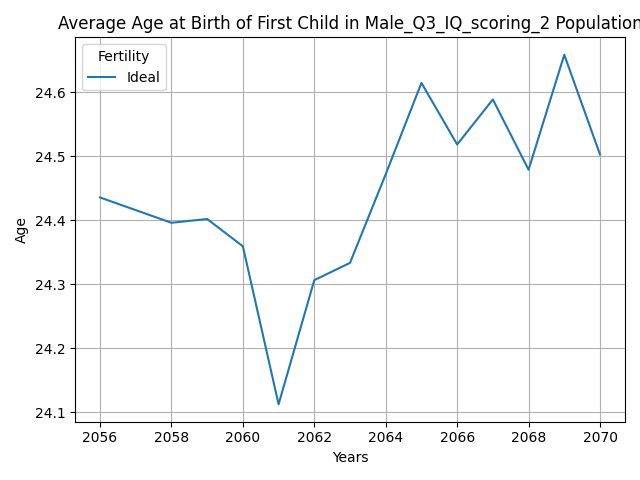 Average Age at Birth of First Child in Male_Q3_IQ_scoring_2 Population
Fertility
Ideal
24.6
24.5
24.4
24.3
24.2
24.1
Age
2056 2058 2060 2062 2064 2066 2068 2070
Years